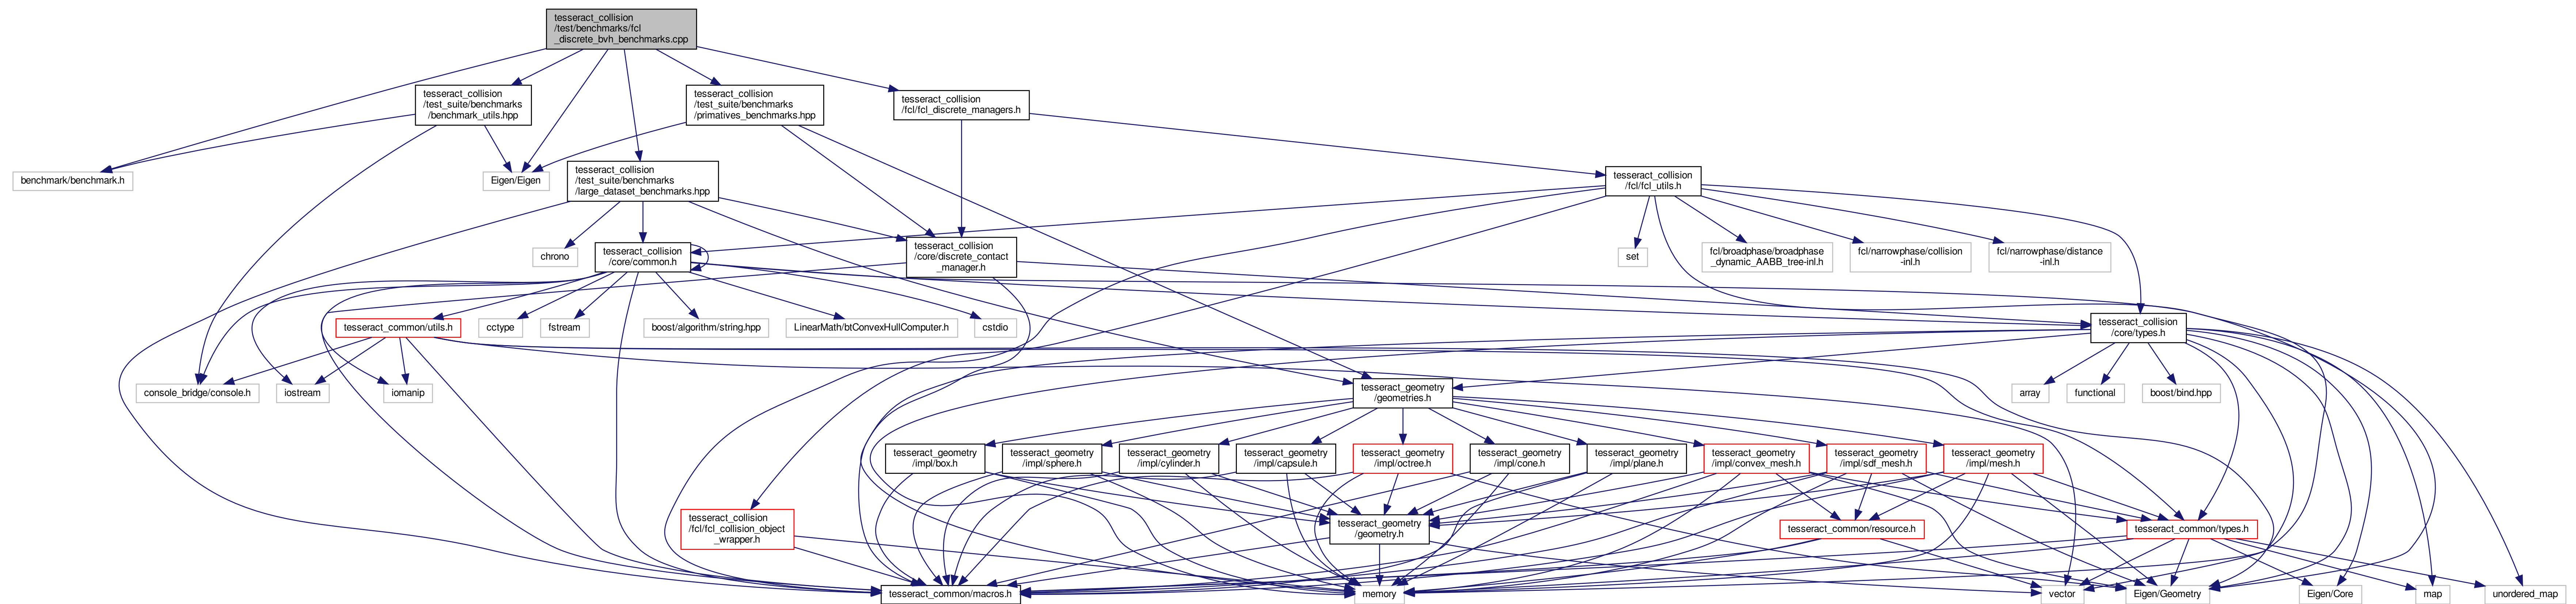 tesseract_collision
/test/benchmarks/fcl
_discrete_bvh_benchmarks.cpp
tesseract_collision
/test_suite/benchmarks
/benchmark_utils.hpp
tesseract_collision
/test_suite/benchmarks
/primatives_benchmarks.hpp
tesseract_collision
/fcl/fcl_discrete_managers.h
benchmark/benchmark.h
Eigen/Eigen
tesseract_collision
/test_suite/benchmarks
/large_dataset_benchmarks.hpp
tesseract_collision
/fcl/fcl_utils.h
chrono
tesseract_collision
/core/common.h
tesseract_collision
/core/discrete_contact
_manager.h
set
fcl/broadphase/broadphase
_dynamic_AABB_tree-inl.h
fcl/narrowphase/collision
-inl.h
fcl/narrowphase/distance
-inl.h
tesseract_common/utils.h
cctype
fstream
boost/algorithm/string.hpp
LinearMath/btConvexHullComputer.h
cstdio
tesseract_collision
/core/types.h
console_bridge/console.h
iostream
iomanip
tesseract_geometry
/geometries.h
array
functional
boost/bind.hpp
tesseract_geometry
/impl/box.h
tesseract_geometry
/impl/sphere.h
tesseract_geometry
/impl/cylinder.h
tesseract_geometry
/impl/capsule.h
tesseract_geometry
/impl/octree.h
tesseract_geometry
/impl/cone.h
tesseract_geometry
/impl/plane.h
tesseract_geometry
/impl/convex_mesh.h
tesseract_geometry
/impl/sdf_mesh.h
tesseract_geometry
/impl/mesh.h
tesseract_collision
/fcl/fcl_collision_object
_wrapper.h
tesseract_geometry
/geometry.h
tesseract_common/resource.h
tesseract_common/types.h
tesseract_common/macros.h
memory
vector
Eigen/Geometry
Eigen/Core
map
unordered_map